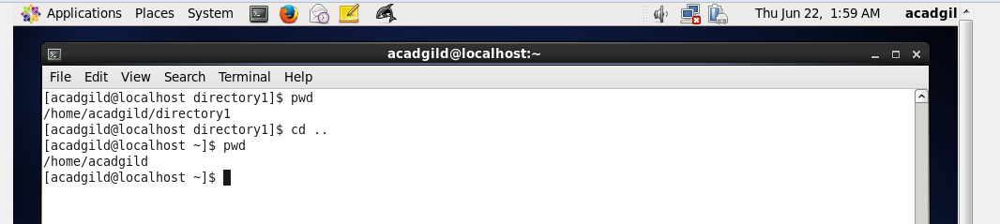 Applications Places System Thu Jun 22, 1:59 AM acadgil
acadgild@localhost:~
File Edit View Search Terminal Help
[acadgild@localhost directory1]$ pwd
/home/acadgild/directory1
[acadgild@localhost directory1]$ cd ..
[acadgild@localhost ~]$ pwd
/home/acadgild
[acadgild@localhost ~]$